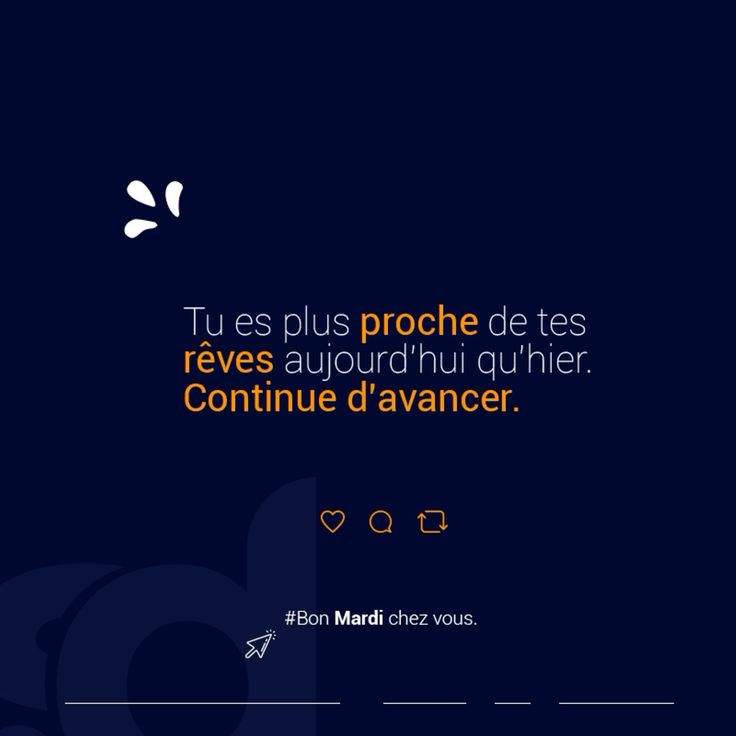 Tu es plus proche de tes
rêves aujourd'hui qu'hier.
Continue d'avancer.
#Bon Mardi chez vous.